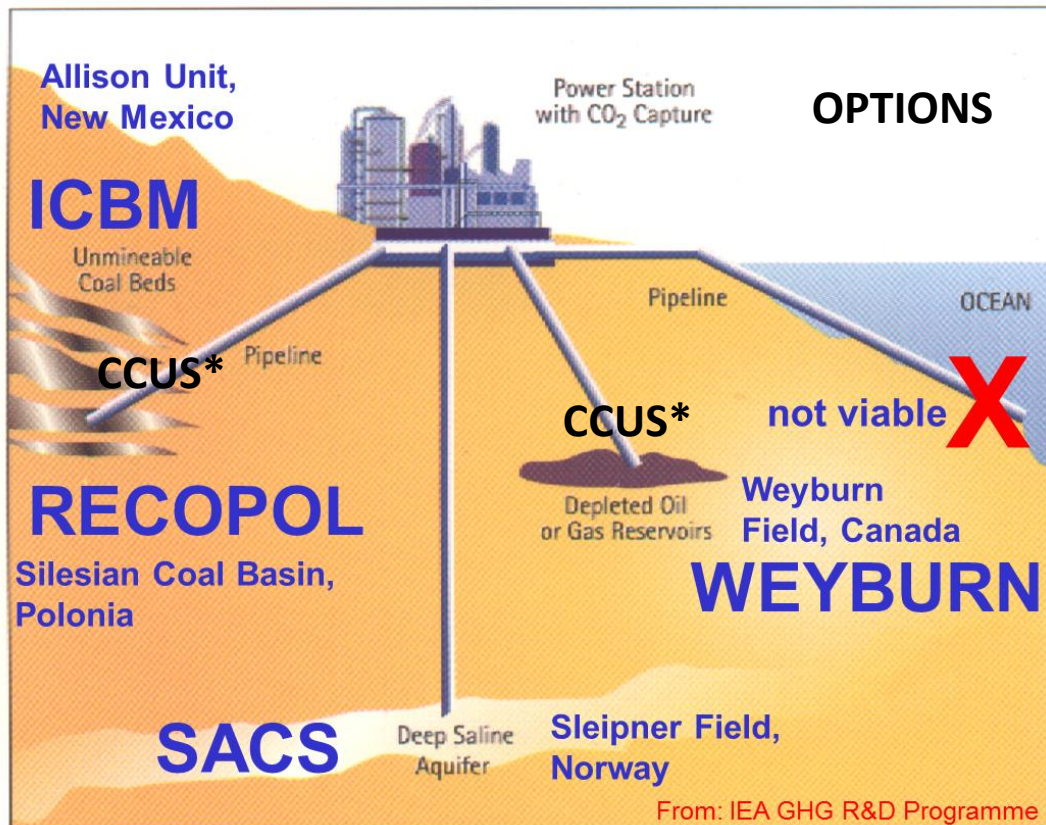 Allison Unit,
New Mexico
Power Station
with CO₂ Capture
OPTIONS
ICBM
Unmineable
Coal Beds
Pipeline
OCEAN
Pipeline
CCUS*
CCUS*
not viable
X
RECOPOL
Depleted Oil
or Gas Reservoirs
Weyburn
Field, Canada
Silesian Coal Basin,
Polonia
WEYBURN
SACS
Deep Saline
Aquifer
Sleipner Field,
Norway
From: IEA GHG R&D Programme